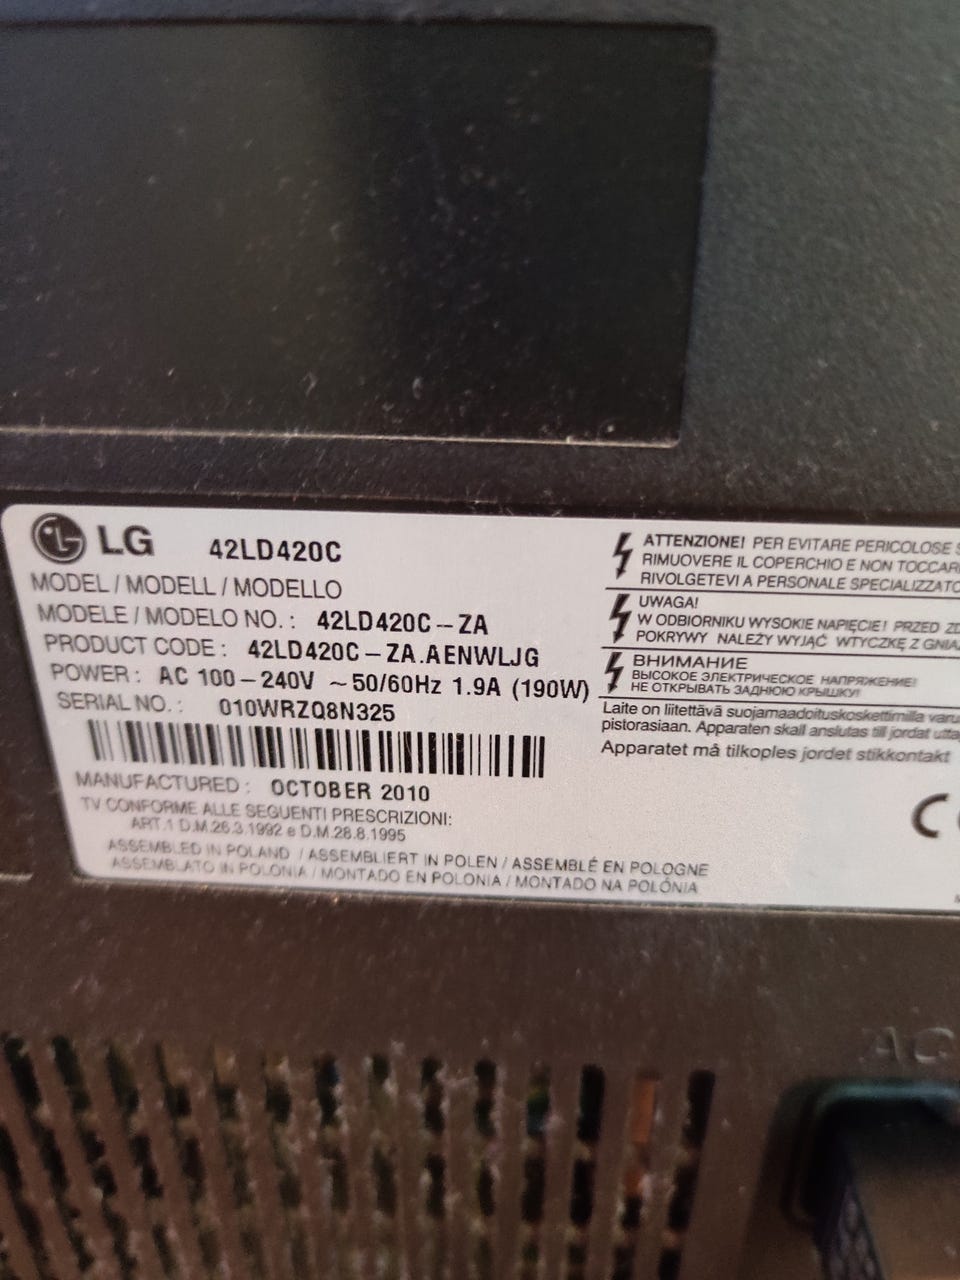 LG 42LD420C
MODEL / MODELL / MODELLO
MODELE / MODELO NO. : 42LD420C-ZA
PRODUCT CODE : 42LD420C-ZA.AENWLJG
POWER : AC 100-240V ~50/60Hz 1.9A (190W)
SERIAL NO. : 010WRZQ8N325
MANUFACTURED : OCTOBER 2010
TV CONFORME ALLE SEGUENTI PRESCRIZIONI:
ART.1 D.M.26.3.1992 e D.M.28.8.1995
ASSEMBLED IN POLAND / ASSEMBLIERT IN POLEN / ASSEMBLÉ EN POLOGNE
ASSEMBLATO IN POLONIA / MONTADO EN POLONIA / MONTADO NA POLÓNIA
ATTENZIONE! PER EVITARE PERICOLOSE
RIMUOVERE IL COPERCHIO E NON TOCCAR
RIVOLGETEVI A PERSONALE SPECIALIZZATO
UWAGA!
W ODBIORNIKU WYSOKIE NAPIĘCIE! PRZED
POKRYWY NALEŻY WYJĄĆ WTYCZKĘ Z GNIA
ВНИМАНИЕ
ВЫСОКОЕ ЭЛЕКТРИЧЕСКОЕ НАПРЯЖЕНИЕ!
НЕ ОТКРЫВАТЬ ЗАДНЮЮ КРЫШКУ!
Laite on liitettävä suojamaadoituskoskettimilla
pistorasiaan. Apparaten skall anslutas till jordat
Apparatet må tilkoples jordet stikkontakt
AC